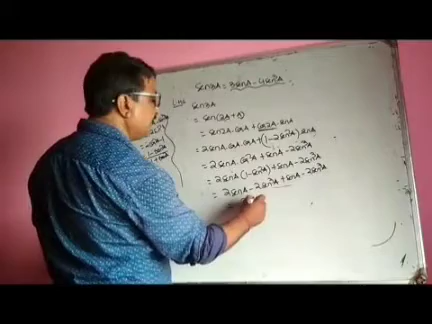 sin3A = 3sinA - 4sin³A
LHS sin3A
= sin(2A + A)
= sin2A.cosA + cos2A.sinA
= 2sinA.cosA.cosA + (1-2sin²A).sinA
= 2sinA.cos²A + sinA - 2sin³A
= 2sinA(1-sin²A) + sinA - 2sin³A
= 2sinA - 2sin³A + sinA - 2sin³A